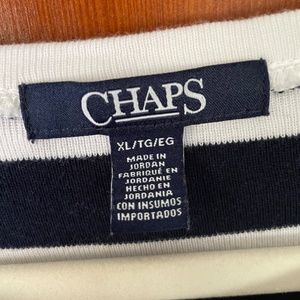 CHAPS
XL/TG/EG
MADE IN
JORDAN
FABRIQUÉ EN
JORDANIE
HECHO EN
JORDANIA
CON INSUMOS
IMPORTADOS